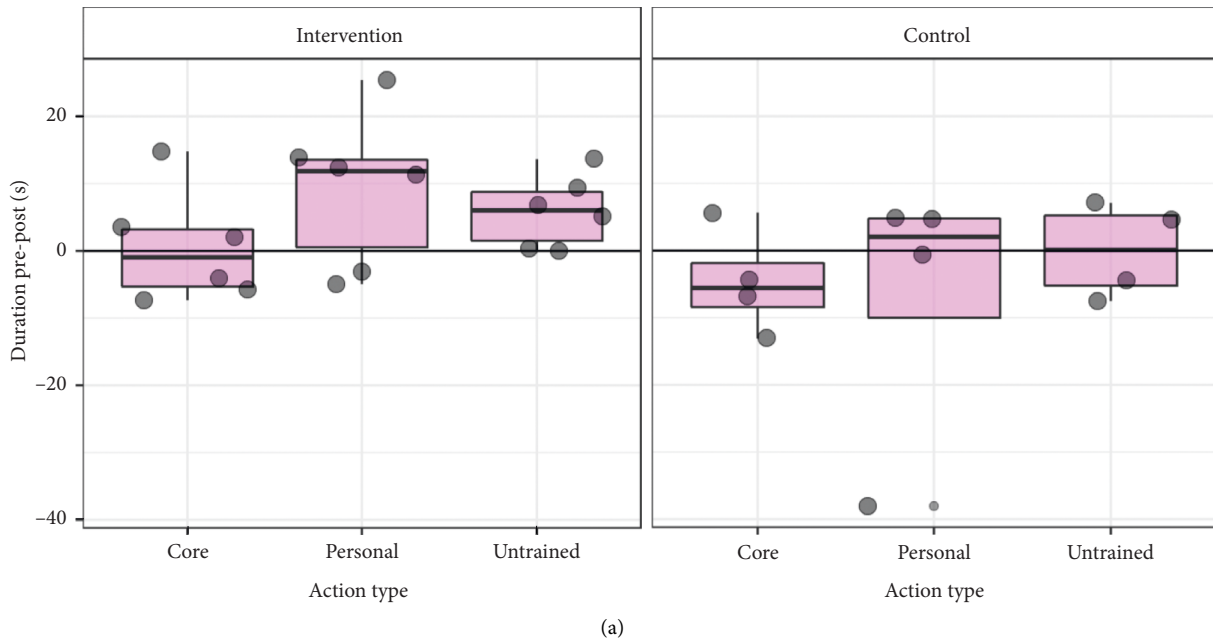 Intervention
Control
Duration pre-post (s)
20
0
−20
−40
Core
Personal
Untrained
Core
Personal
Untrained
Action type
Action type
(a)